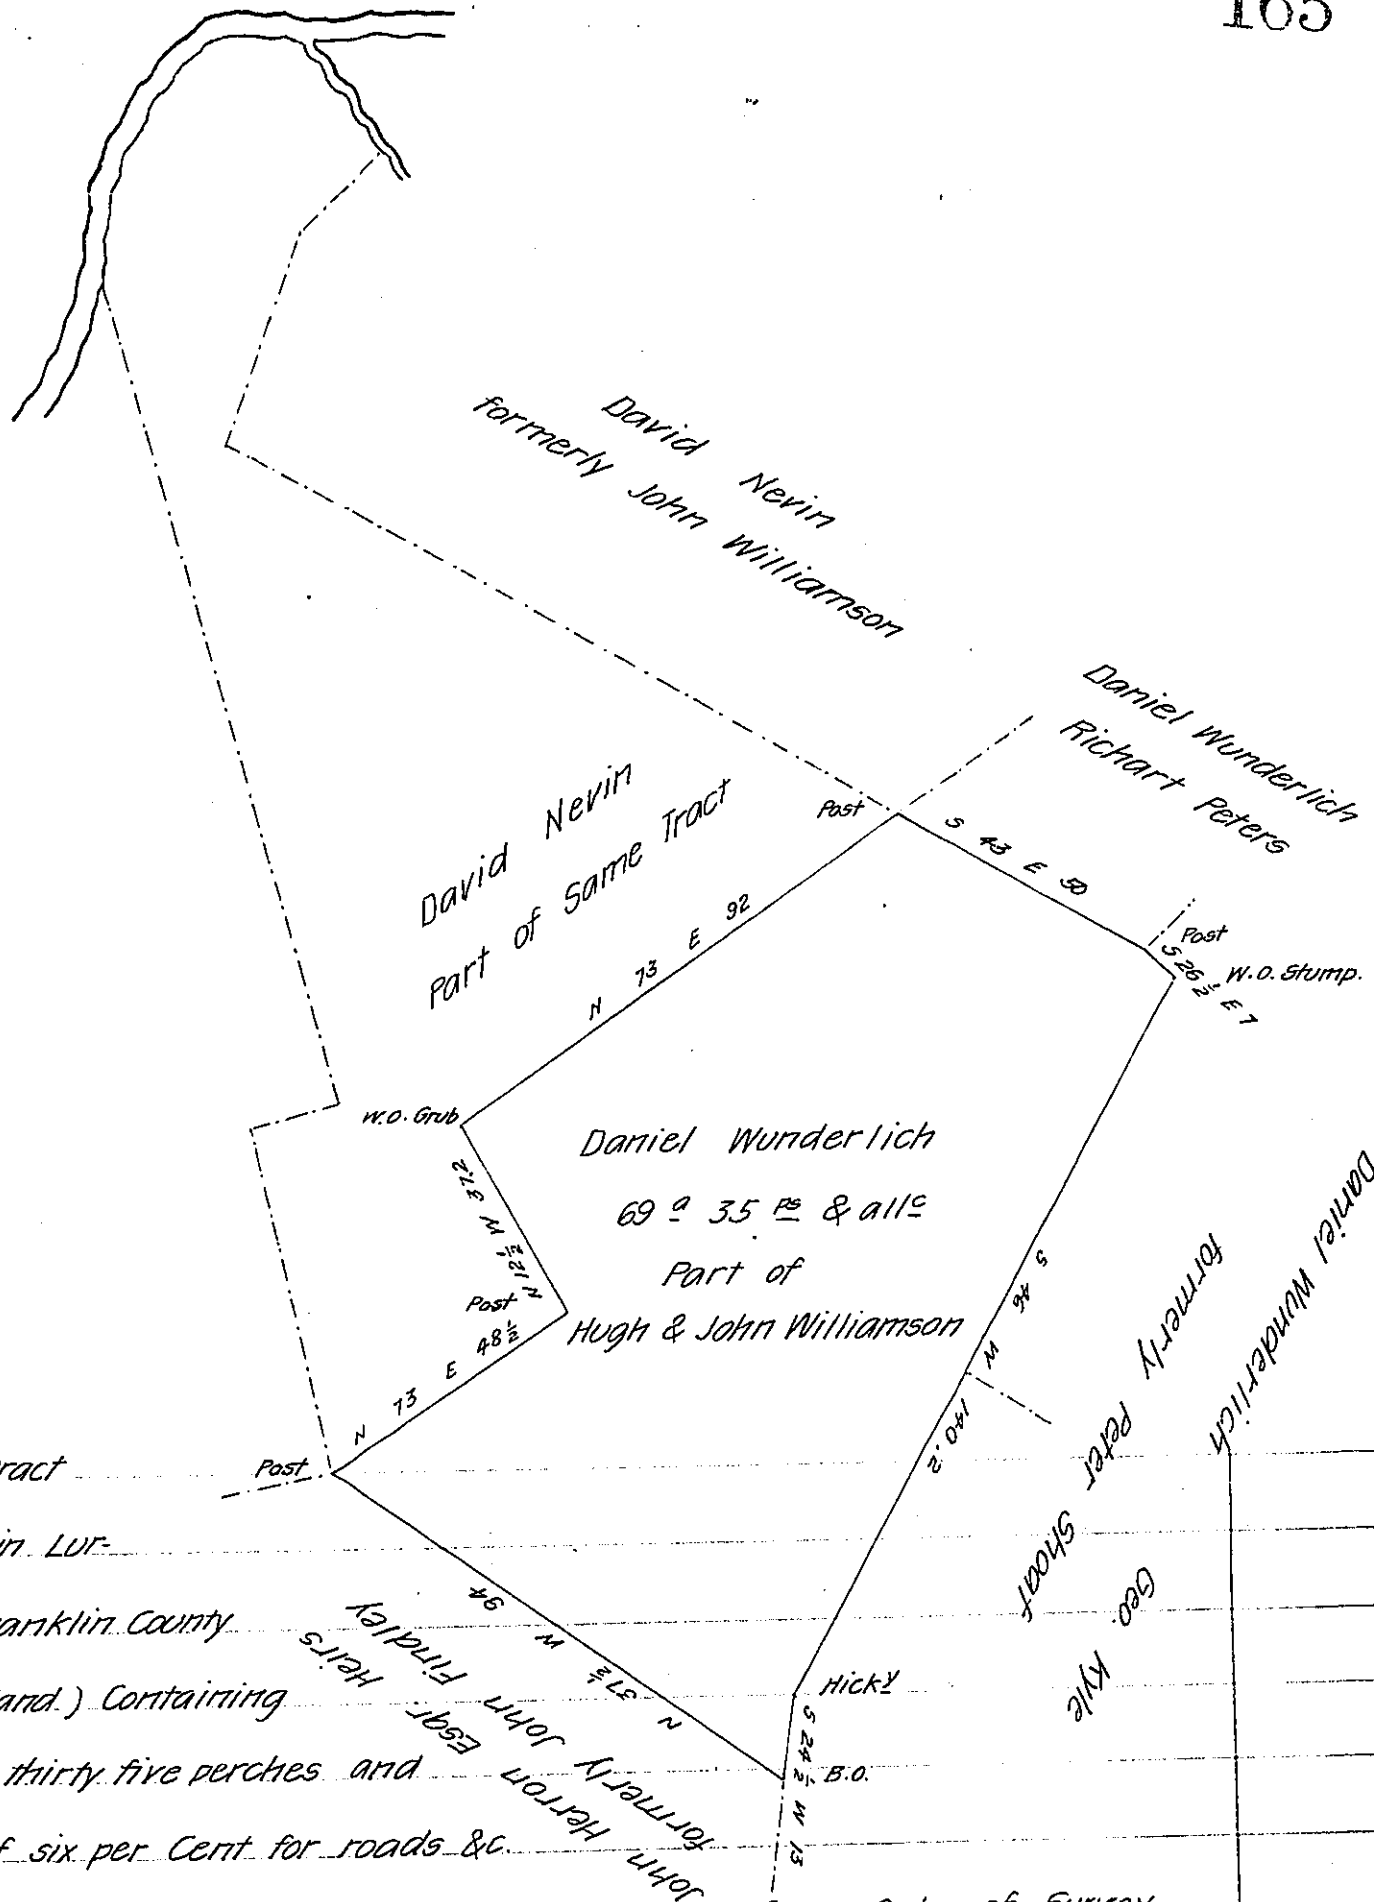 165
David Nevin
formerly John Williamson
Daniel Wunderlich
Richart Peters
David Nevin
Part of Same Tract
Post
S 43 E 50
N 73 E 92
Post
S 26½ E 7
W.O. Stump.
W.O. Grub
N 12½ W 37.2
Daniel Wunderlich
69 a 35 ps & allc
Part of
Hugh & John Williamson
Post
N 73 E 48½
Post
S 46 W 140.2
Daniel Wunderlich
formerly Peter Shoaf
Geo. Kyle
N 37½ W 94
John Herron Esqr. Heirs
formerly John Findley
Hicky
S 24½ W 13
B.O.
ract
in Lur-
anklin County
and.) Containing
thirty five perches and
f six per Cent for roads &c.
of Survey